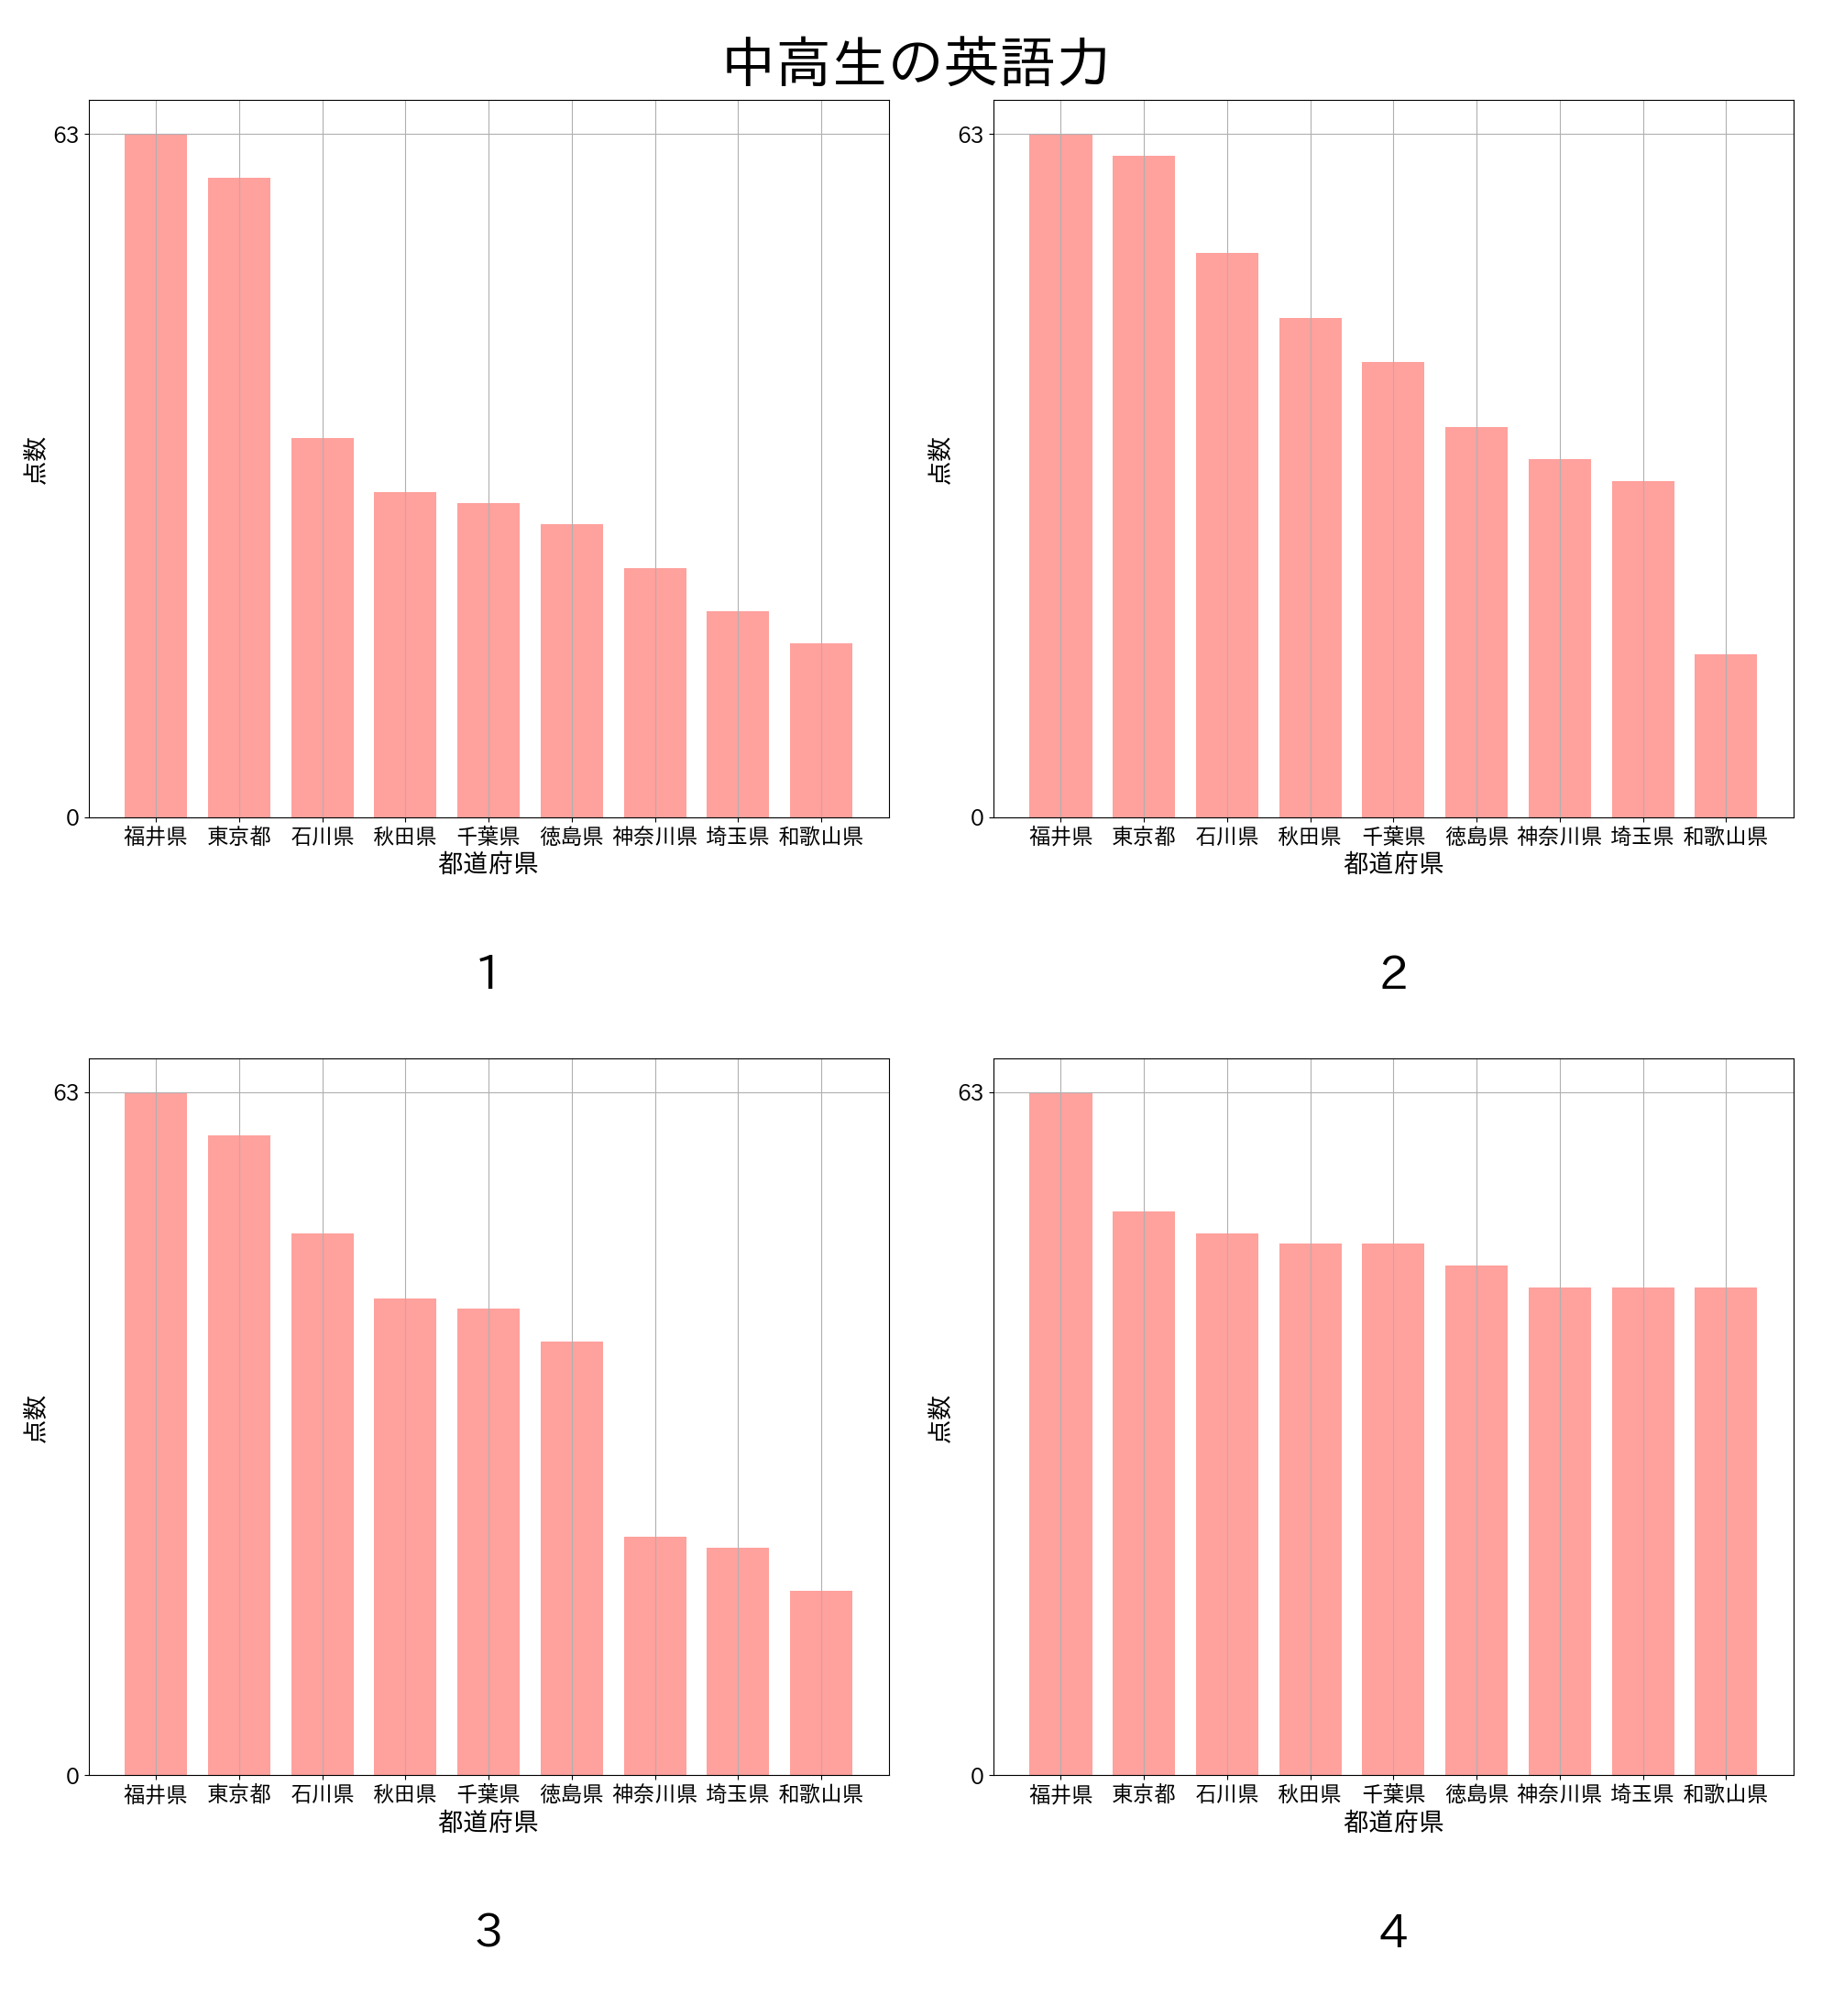 中高生の英語力
63
0
点数
福井県 東京都 石川県 秋田県 千葉県 徳島県 神奈川県 埼玉県 和歌山県
都道府県
1
63
0
点数
福井県 東京都 石川県 秋田県 千葉県 徳島県 神奈川県 埼玉県 和歌山県
都道府県
2
63
0
点数
福井県 東京都 石川県 秋田県 千葉県 徳島県 神奈川県 埼玉県 和歌山県
都道府県
3
63
0
点数
福井県 東京都 石川県 秋田県 千葉県 徳島県 神奈川県 埼玉県 和歌山県
都道府県
4